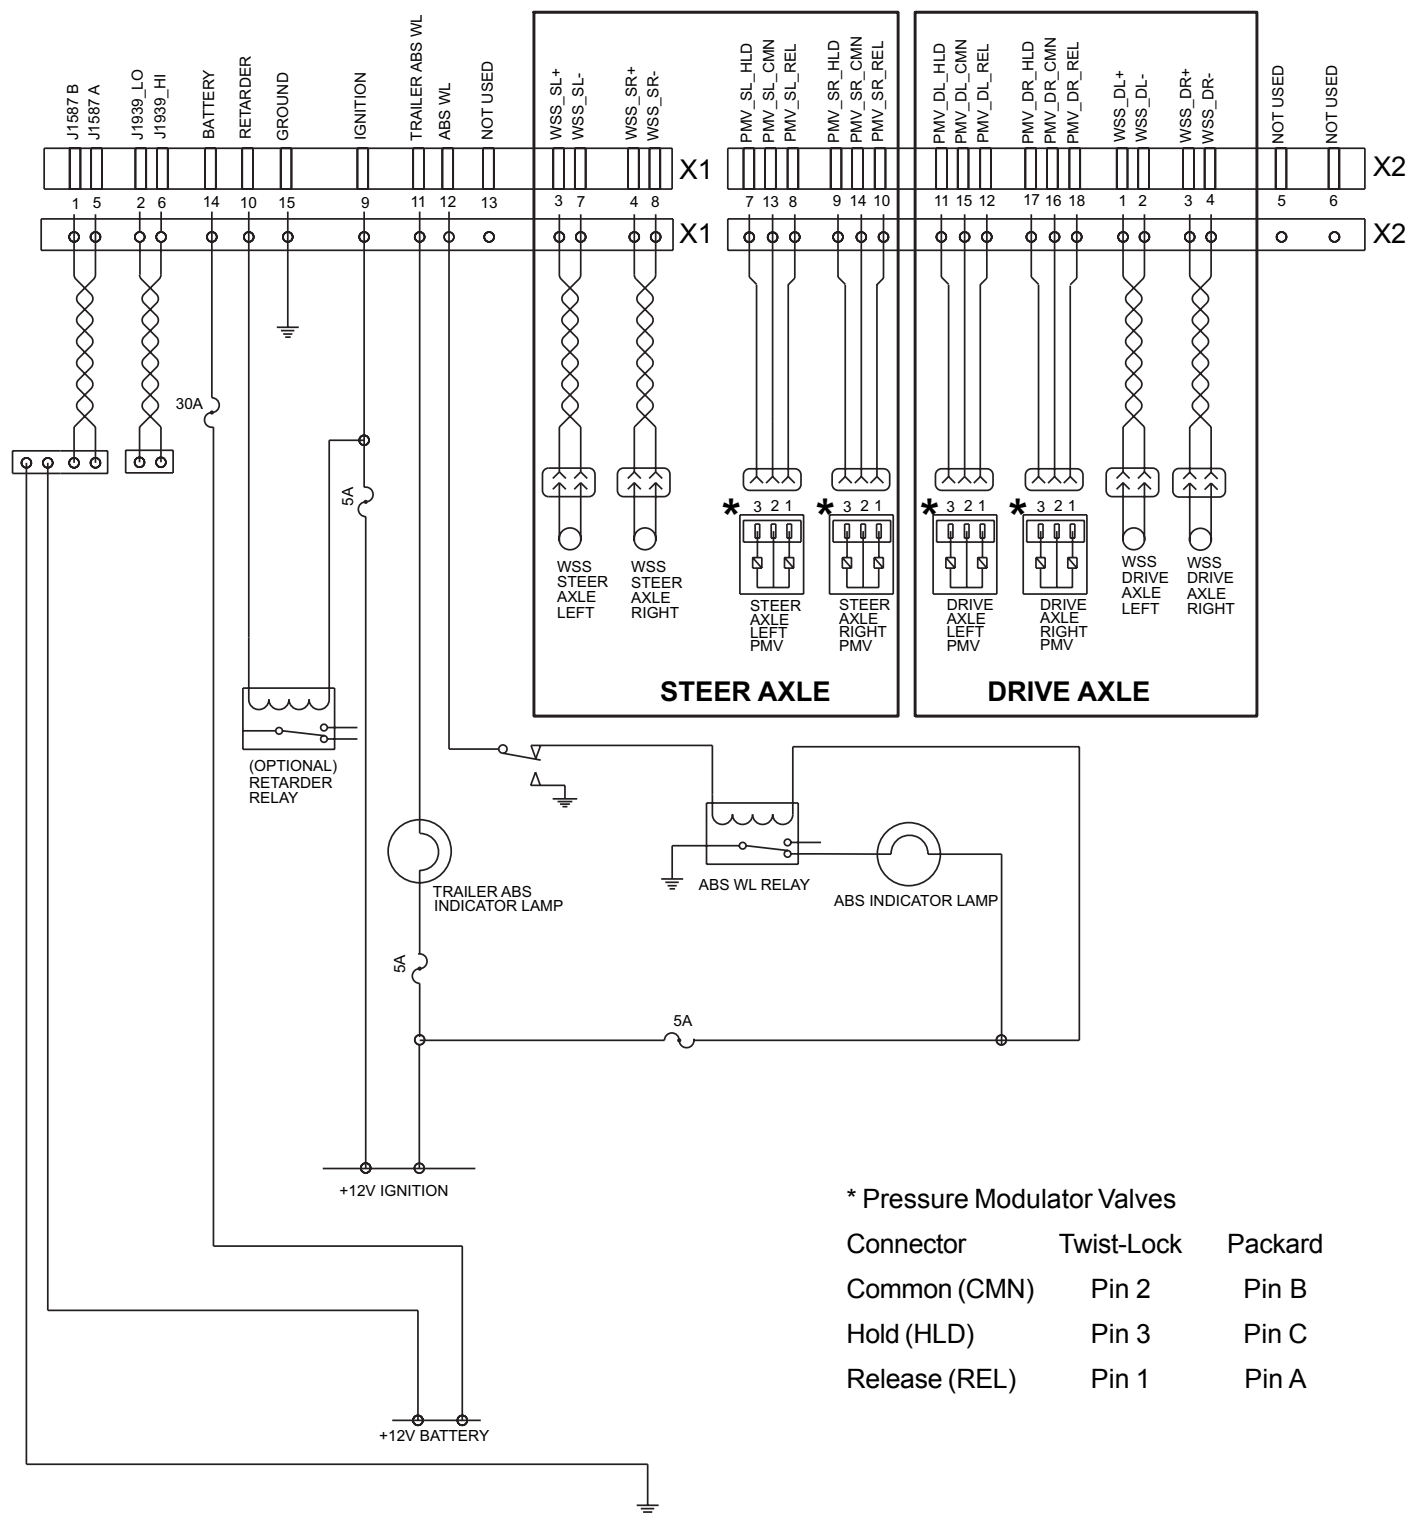 J1587 B
J1587 A
J1939_LO
J1939_HI
BATTERY
RETARDER
GROUND
IGNITION
TRAILER ABS WL
ABS WL
NOT USED
WSS_SL+
WSS_SL-
WSS_SR+
WSS_SR-
PMV_SL_HLD
PMV_SL_CMN
PMV_SL_REL
PMV_SR_HLD
PMV_SR_CMN
PMV_SR_REL
PMV_DL_HLD
PMV_DL_CMN
PMV_DL_REL
PMV_DR_HLD
PMV_DR_CMN
PMV_DR_REL
WSS_DL+
WSS_DL-
WSS_DR+
WSS_DR-
NOT USED
NOT USED
X1
X2
1 5 2 6 14 10 15 9 11 12 13 3 7 4 8 7 13 8 9 14 10 11 15 12 17 16 18 1 2 3 4 5 6
X1
X2
30A
5A
* 3 2 1
* 3 2 1
* 3 2 1
* 3 2 1
WSS
STEER
AXLE
LEFT
WSS
STEER
AXLE
RIGHT
STEER
AXLE
LEFT
PMV
STEER
AXLE
RIGHT
PMV
DRIVE
AXLE
LEFT
PMV
DRIVE
AXLE
RIGHT
PMV
WSS
DRIVE
AXLE
LEFT
WSS
DRIVE
AXLE
RIGHT
STEER AXLE
DRIVE AXLE
(OPTIONAL)
RETARDER
RELAY
TRAILER ABS
INDICATOR LAMP
ABS WL RELAY
ABS INDICATOR LAMP
5A
5A
+12V IGNITION
* Pressure Modulator Valves
Connector Twist-Lock Packard
Common (CMN) Pin 2 Pin B
Hold (HLD) Pin 3 Pin C
Release (REL) Pin 1 Pin A
+12V BATTERY